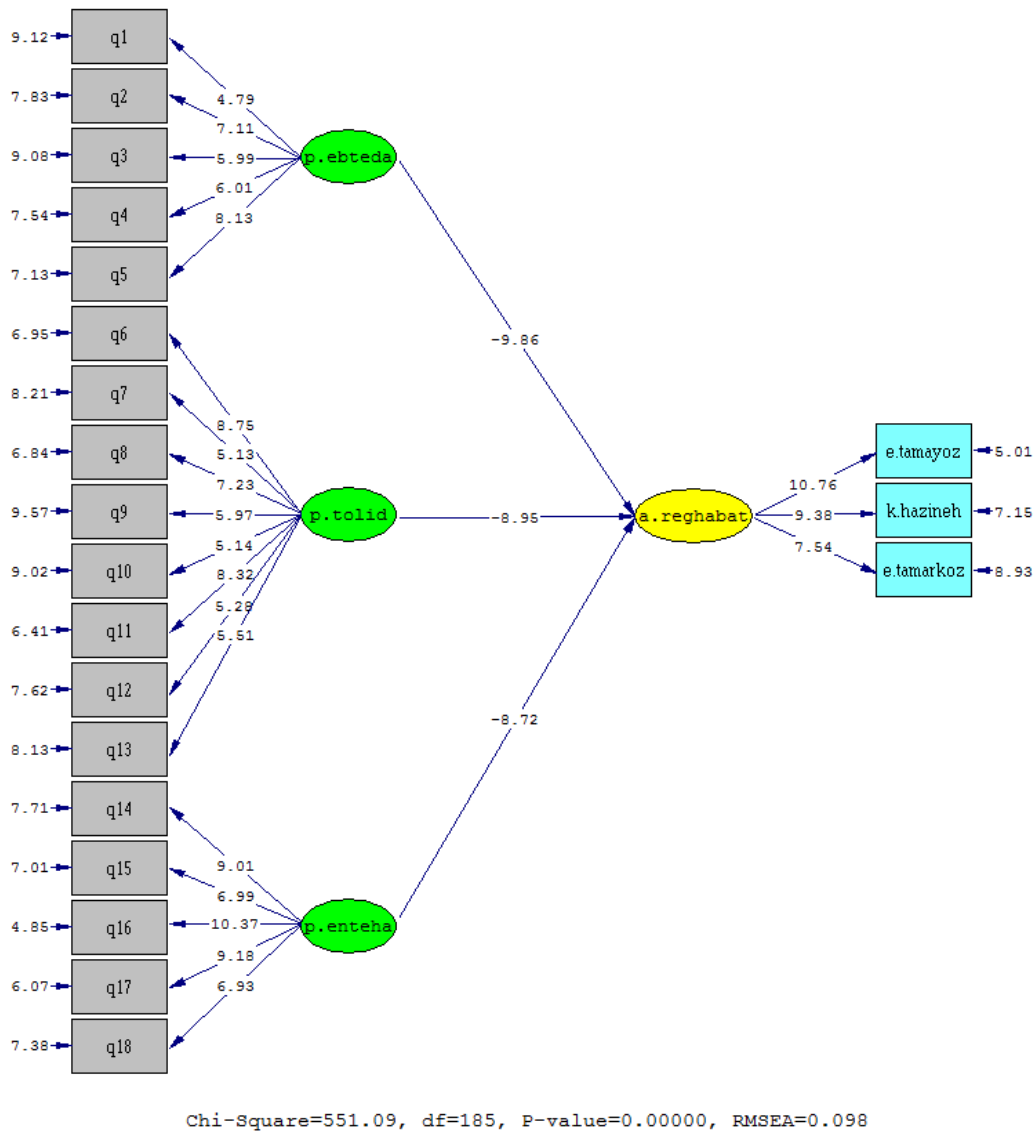 9.12 q1
7.83 q2
9.08 q3
7.54 q4
7.13 q5
6.95 q6
8.21 q7
6.84 q8
9.57 q9
9.02 q10
6.41 q11
7.62 q12
8.13 q13
7.71 q14
7.01 q15
4.85 q16
6.07 q17
7.38 q18
4.79
7.11
5.99
6.01
8.13
p.ebteda
8.75
5.13
7.23
5.97
5.14
8.32
5.28
5.51
p.tolid
9.01
6.99
10.37
9.18
6.93
p.enteha
-9.86
-8.95
-8.72
a.reghabat
10.76
9.38
7.54
e.tamayoz 5.01
k.hazineh 7.15
e.tamarkoz 8.93
Chi-Square=551.09, df=185, P-value=0.00000, RMSEA=0.098